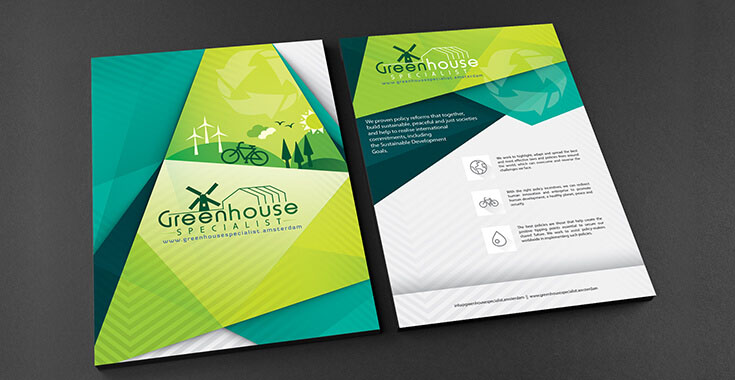 Greenhouse
SPECIALIST
www.greenhousespecialist.amsterdam
Greenhouse
SPECIALIST
www.greenhousespecialist.amsterdam
We proven policy reforms that together,
build sustainable, peaceful and just societies
and help to realise international
commitments, including
the Sustainable Development
Goals.
We work to highlight, adapt and spread the best
and most effective laws and policies from around
the world, which can overcome and reverse the
challenges we face.
With the right policy incentives, we can redirect
human innovation and enterprise to promote
human development, a healthy planet, peace and
security.
The best policies are those that help create the
positive tipping points essential to secure our
shared future. We work to assist policy-makers
worldwide in implementing such policies.
info@greenhousespecialist.amsterdam || www.greenhousespecialist.amsterdam